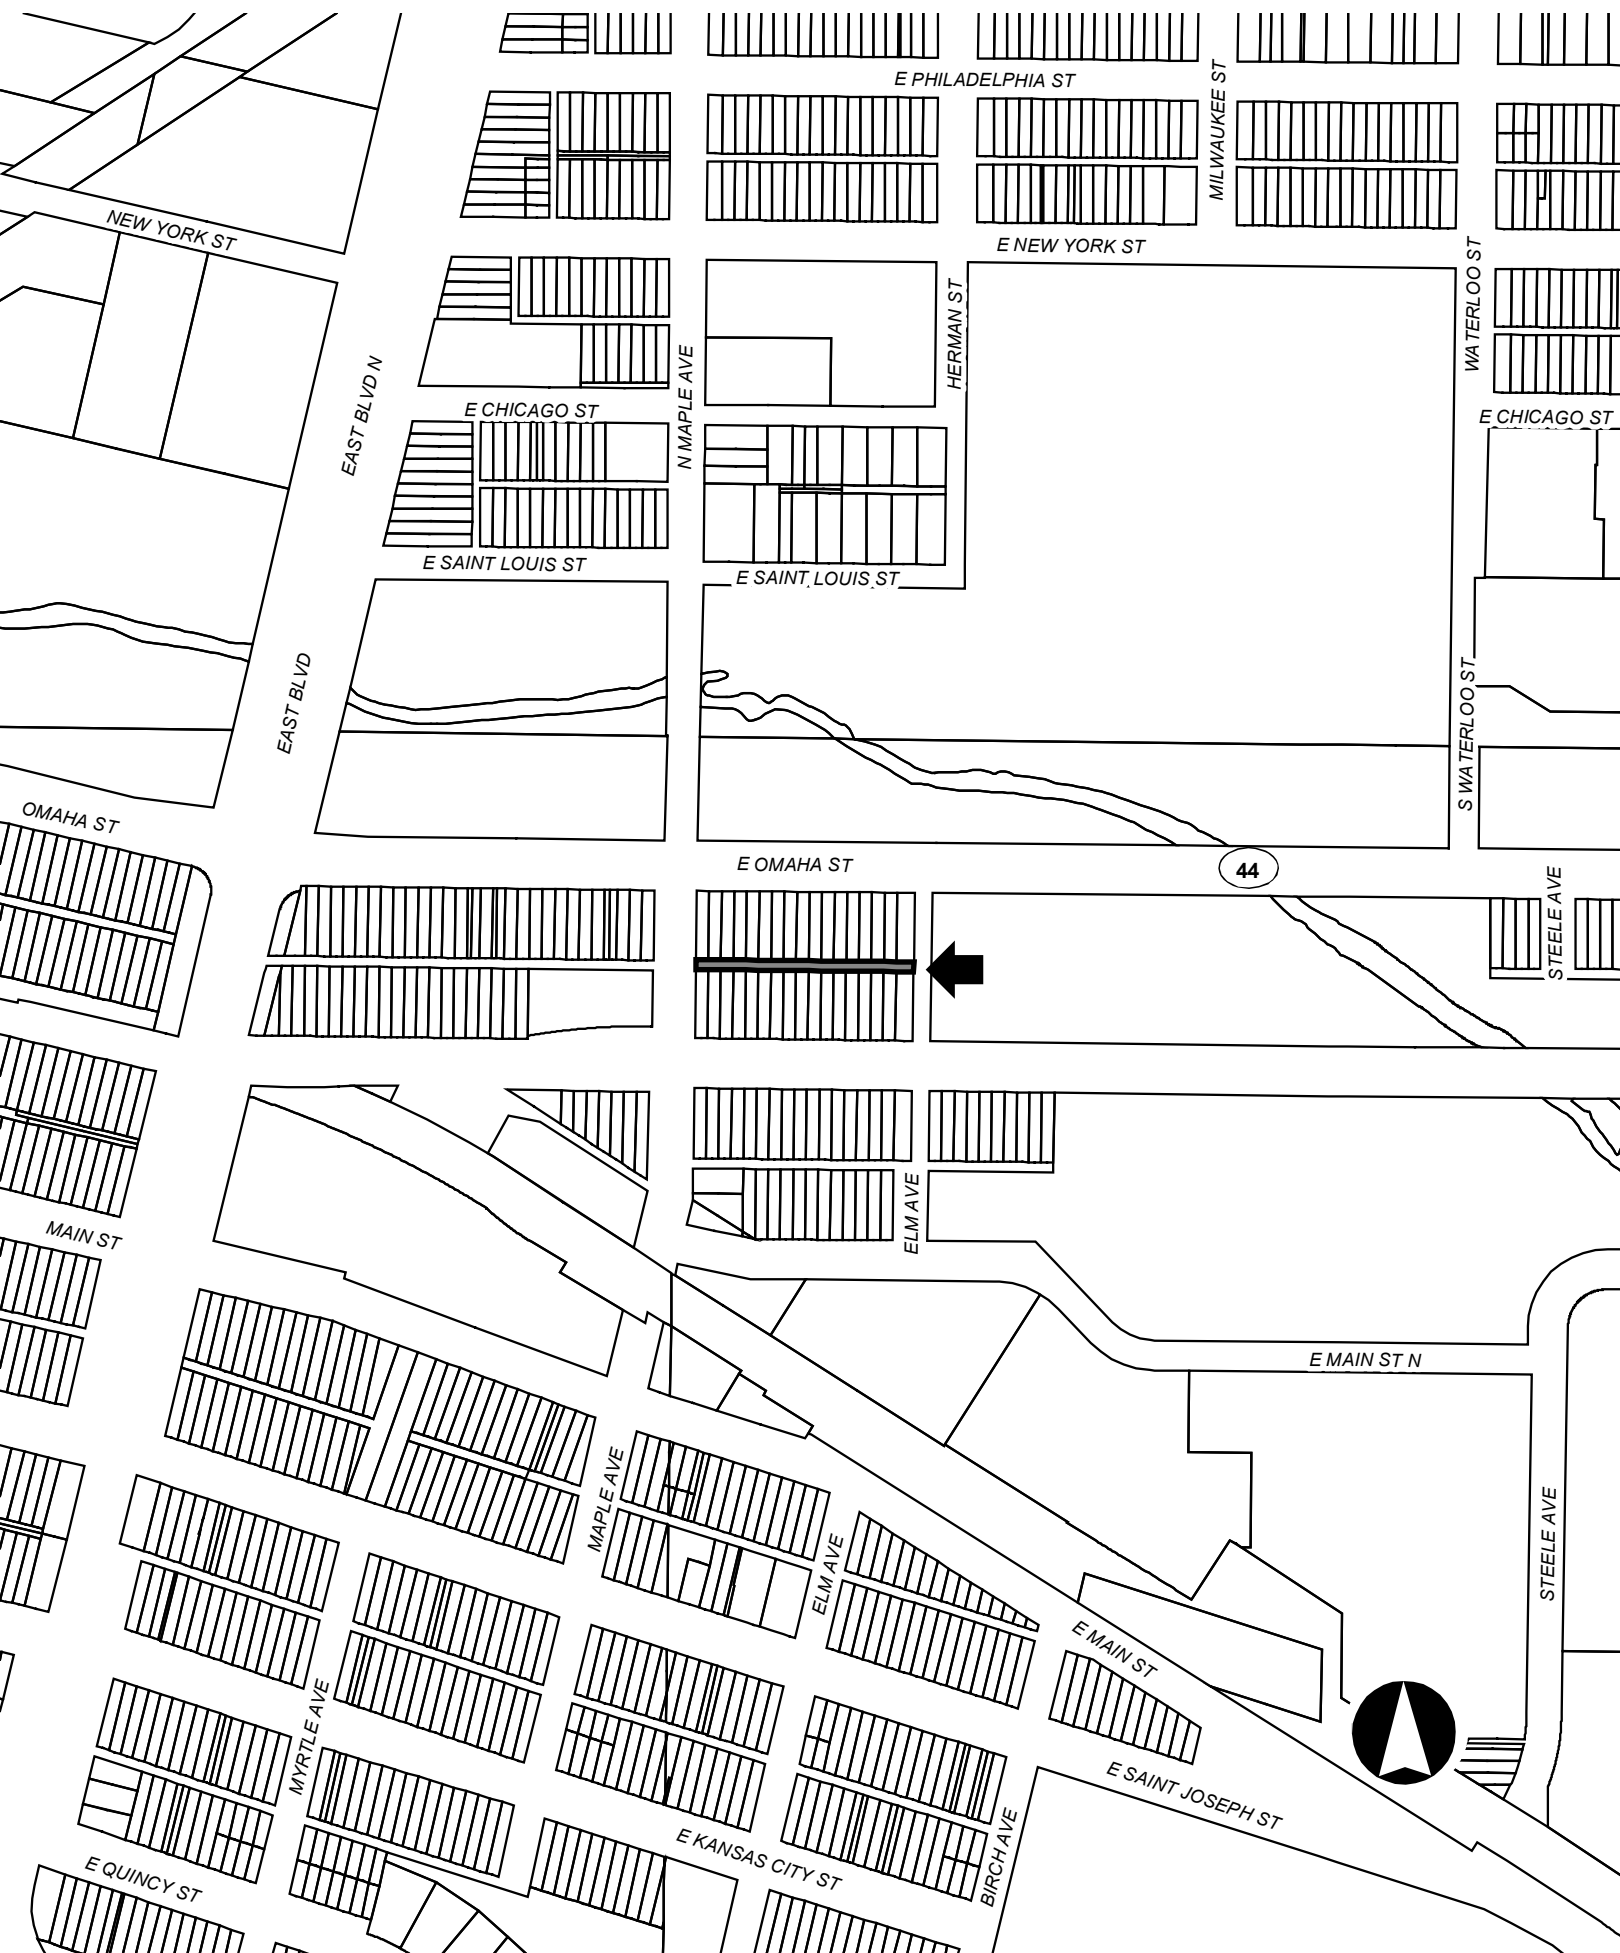 E PHILADELPHIA ST
MILWAUKEE ST
NEW YORK ST
E NEW YORK ST
WATERLOO ST
HERMAN ST
N MAPLE AVE
EAST BLVD N
E CHICAGO ST
E CHICAGO ST
E SAINT LOUIS ST
E SAINT LOUIS ST
EAST BLVD
S WATERLOO ST
OMAHA ST
E OMAHA ST
44
STEELE AVE
ELM AVE
MAIN ST
E MAIN ST N
MAPLE AVE
STEELE AVE
ELM AVE
E MAIN ST
MYRTLE AVE
E SAINT JOSEPH ST
E KANSAS CITY ST
BIRCH AVE
E QUINCY ST